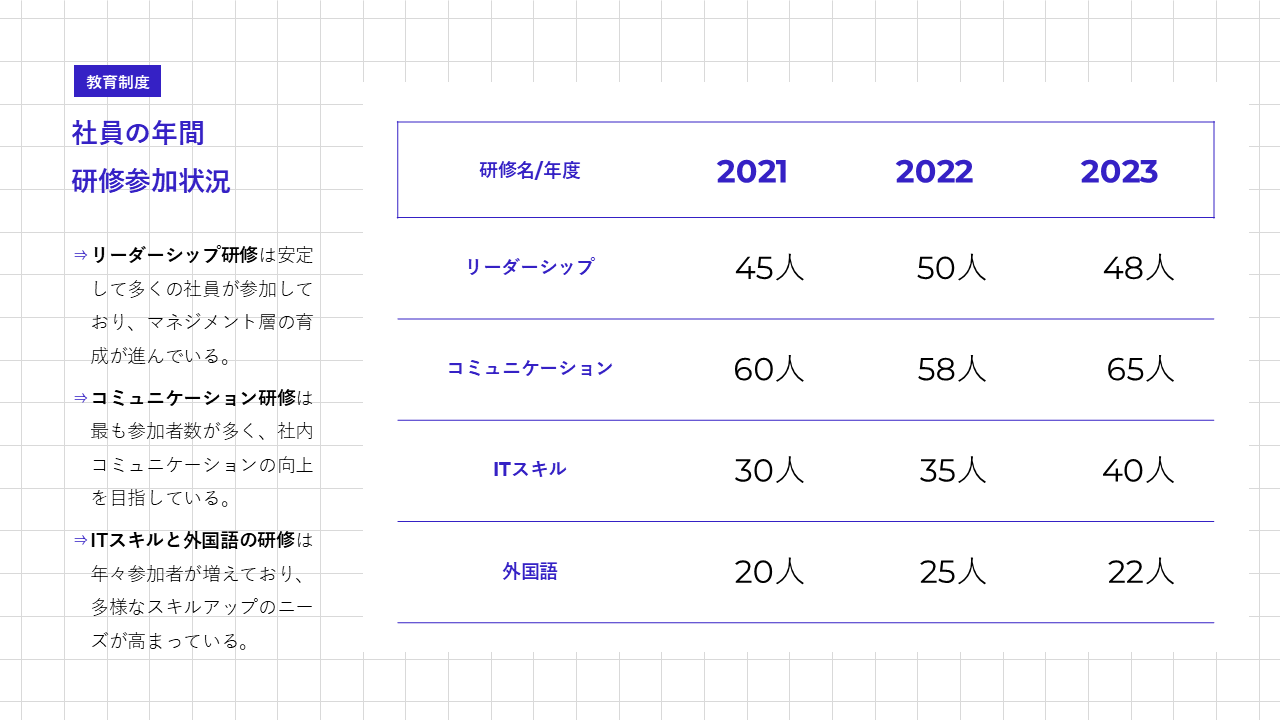 教育制度
社員の年間
研修参加状況
⇒リーダーシップ研修は安定
して多くの社員が参加して
おり、マネジメント層の育
成が進んでいる。
⇒コミュニケーション研修は
最も参加者数が多く、社内
コミュニケーションの向上
を目指している。
⇒ITスキルと外国語の研修は
年々参加者が増えており、
多様なスキルアップのニー
ズが高まっている。
研修名/年度 2021 2022 2023
リーダーシップ 45人 50人 48人
コミュニケーション 60人 58人 65人
ITスキル 30人 35人 40人
外国語 20人 25人 22人